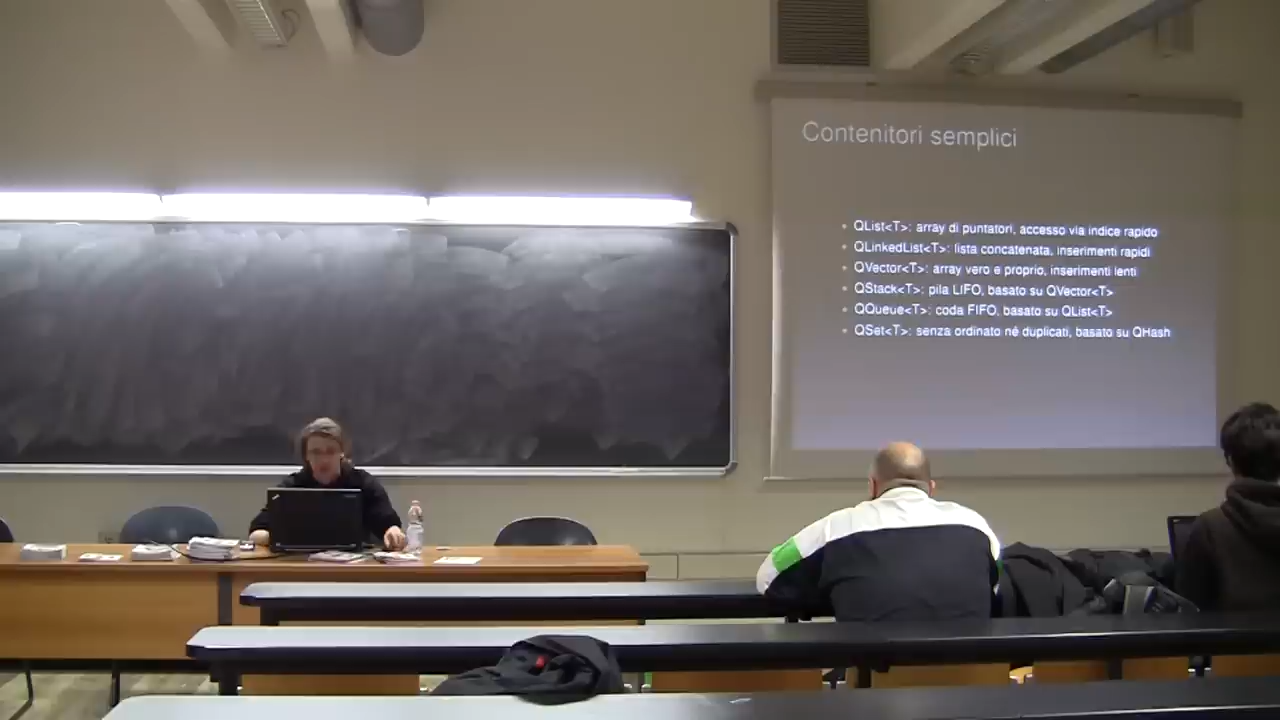 Contenitori semplici
QList<T>: array di puntatori, accesso via indice rapido
QLinkedList<T>: lista concatenata, inserimenti rapidi
QVector<T>: array vero e proprio, inserimenti lenti
QStack<T>: pila LIFO, basato su QVector<T>
QQueue<T>: coda FIFO, basato su QList<T>
QSet<T>: senza ordinato né duplicati, basato su QHash